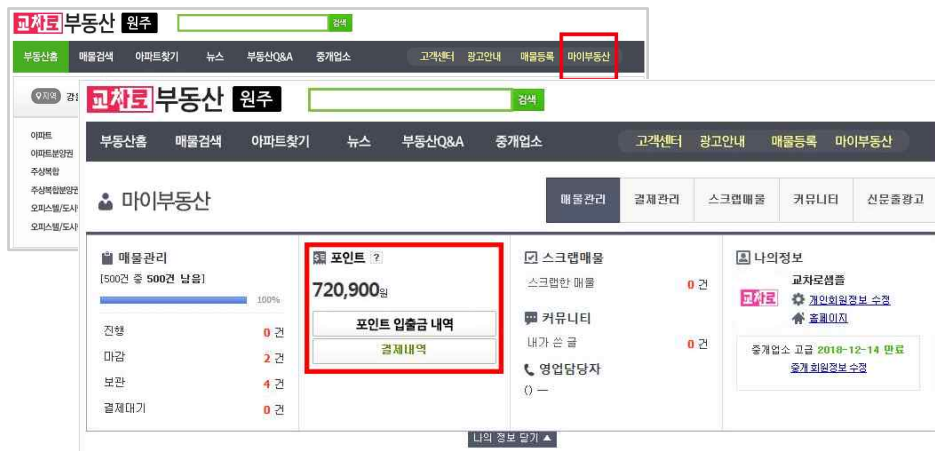 교차로 부동산 원주 검색
부동산홈 매물검색 아파트찾기 뉴스 부동산Q&A 중개업소 고객센터 광고안내 매물등록 마이부동산
지역
아파트
아파트분양권
주상복합
주상복합분양권
오피스텔/도시
오피스텔/도시
교차로 부동산 원주 검색
부동산홈 매물검색 아파트찾기 뉴스 부동산Q&A 중개업소 고객센터 광고안내 매물등록 마이부동산
마이부동산 매물관리 결제관리 스크랩매물 커뮤니티 신문줄광고
매물관리
[500건 중 500건 남음]
100%
진행 0 건
마감 2 건
보관 4 건
결제대기 0 건
포인트 ?
720,900원
포인트 입출금 내역
결제내역
스크랩매물
스크랩한 매물 0 건
커뮤니티
내가 쓴 글 0 건
영업담당자
() ―
나의정보
교차로샘플
교차로 개인회원정보 수정
홈페이지
중개업소 고급 2018-12-14 만료
중개 회원정보 수정
나의 정보 닫기 ▲